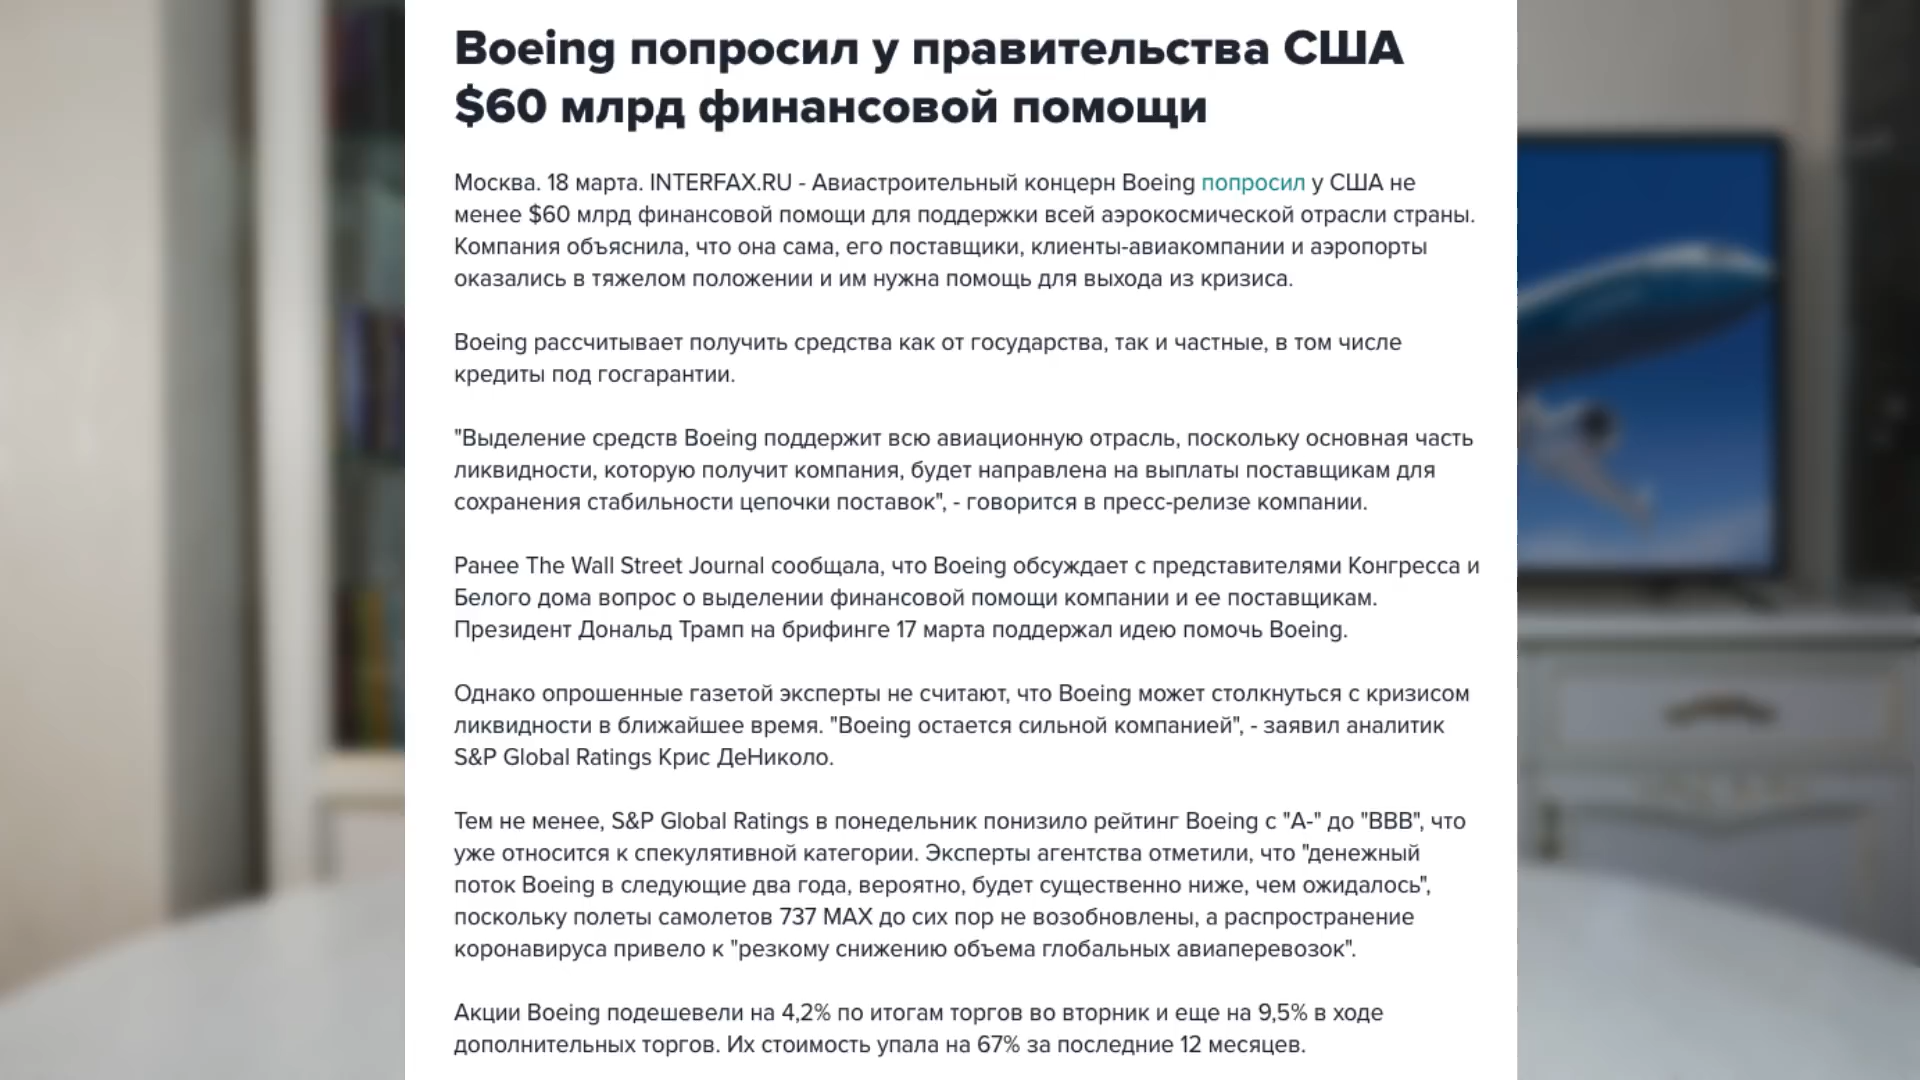 Boeing попросил у правительства США
$60 млрд финансовой помощи
Москва. 18 марта. INTERFAX.RU - Авиастроительный концерн Boeing попросил у США не
менее $60 млрд финансовой помощи для поддержки всей аэрокосмической отрасли страны.
Компания объяснила, что она сама, его поставщики, клиенты-авиакомпании и аэропорты
оказались в тяжелом положении и им нужна помощь для выхода из кризиса.
Boeing рассчитывает получить средства как от государства, так и частные, в том числе
кредиты под госгарантии.
"Выделение средств Boeing поддержит всю авиационную отрасль, поскольку основная часть
ликвидности, которую получит компания, будет направлена на выплаты поставщикам для
сохранения стабильности цепочки поставок", - говорится в пресс-релизе компании.
Ранее The Wall Street Journal сообщала, что Boeing обсуждает с представителями Конгресса и
Белого дома вопрос о выделении финансовой помощи компании и ее поставщикам.
Президент Дональд Трамп на брифинге 17 марта поддержал идею помочь Boeing.
Однако опрошенные газетой эксперты не считают, что Boeing может столкнуться с кризисом
ликвидности в ближайшее время. "Boeing остается сильной компанией", - заявил аналитик
S&P Global Ratings Крис ДеНиколо.
Тем не менее, S&P Global Ratings в понедельник понизило рейтинг Boeing с "A-" до "BBB", что
уже относится к спекулятивной категории. Эксперты агентства отметили, что "денежный
поток Boeing в следующие два года, вероятно, будет существенно ниже, чем ожидалось",
поскольку полеты самолетов 737 MAX до сих пор не возобновлены, а распространение
коронавируса привело к "резкому снижению объема глобальных авиаперевозок".
Акции Boeing подешевели на 4,2% по итогам торгов во вторник и еще на 9,5% в ходе
дополнительных торгов. Их стоимость упала на 67% за последние 12 месяцев.